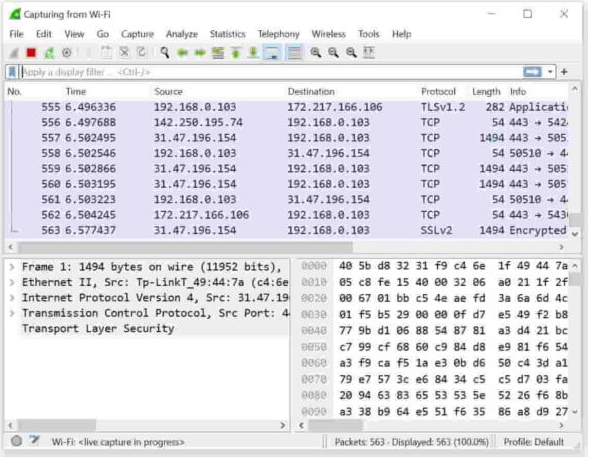 Capturing from Wi-Fi
File Edit View Go Capture Analyze Statistics Telephony Wireless Tools Help
Apply a display filter ... <Ctrl-/>
No. Time Source Destination Protocol Length Info
555 6.496336 192.168.0.103 172.217.166.106 TLSv1.2 282 Applicati
556 6.497688 142.250.195.74 192.168.0.103 TCP 54 443 → 542
557 6.502495 31.47.196.154 192.168.0.103 TCP 1494 443 → 505
558 6.502546 192.168.0.103 31.47.196.154 TCP 54 50510 → 4
559 6.502866 31.47.196.154 192.168.0.103 TCP 1494 443 → 505
560 6.503195 31.47.196.154 192.168.0.103 TCP 1494 443 → 505
561 6.503223 192.168.0.103 31.47.196.154 TCP 54 50510 → 4
562 6.504245 172.217.166.106 192.168.0.103 TCP 54 443 → 543
563 6.577437 31.47.196.154 192.168.0.103 SSLv2 1494 Encrypted
Frame 1: 1494 bytes on wire (11952 bits),
Ethernet II, Src: Tp-LinkT_49:44:7a (c4:6e
Internet Protocol Version 4, Src: 31.47.19
Transmission Control Protocol, Src Port: 4
Transport Layer Security
0000 40 5b d8 32 31 f9 c4 6e 1f 49 44 7a
0010 05 c8 fe 15 40 00 32 06 a0 21 1f 2f
0020 00 67 01 bb c5 4e ae fd 3a 6a 6d 4c
0030 01 f5 b5 29 00 00 0f d7 e5 49 f2 b8
0040 77 9b d1 06 88 54 87 81 a3 d4 21 bc
0050 c7 99 cf 68 60 c9 84 d8 e9 81 f6 54
0060 a3 f9 ca f5 1a e3 0b d6 50 c4 3d a1
0070 79 e7 57 3c e6 84 34 c5 c5 d7 03 fa
0080 20 94 63 83 65 53 53 5e 52 26 f6 8b
0090 a3 38 b9 64 e5 51 f6 35 86 a8 d9 27
Wi-Fi: <live capture in progress> Packets: 563 · Displayed: 563 (100.0%) Profile: Default